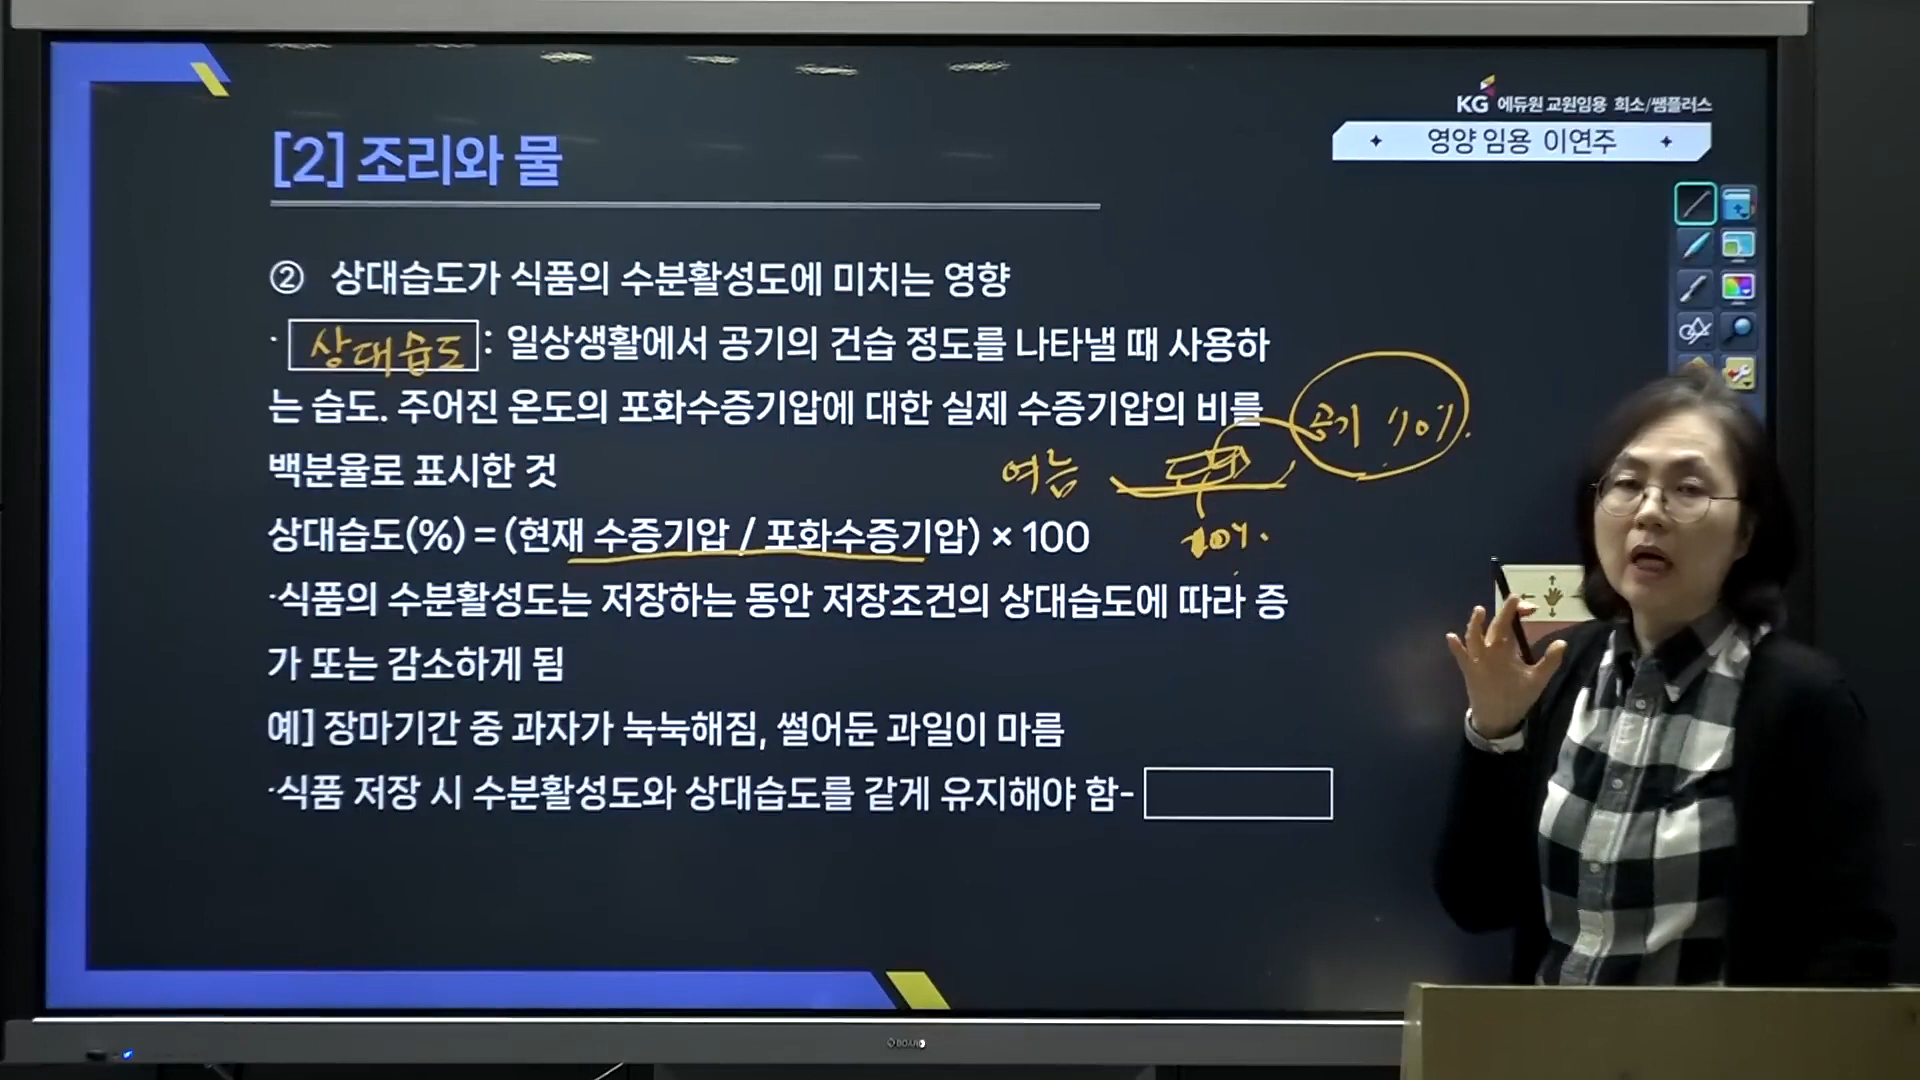 KG 에듀원 교원임용 희소/쌤플러스
영양 임용 이연주
[2] 조리와 물
② 상대습도가 식품의 수분활성도에 미치는 영향
· 상대습도 : 일상생활에서 공기의 건습 정도를 나타낼 때 사용하
는 습도. 주어진 온도의 포화수증기압에 대한 실제 수증기압의 비를
공기
백분율로 표시한 것
여름
상대습도(%) = (현재 수증기압 / 포화수증기압) × 100
·식품의 수분활성도는 저장하는 동안 저장조건의 상대습도에 따라 증
가 또는 감소하게 됨
예] 장마기간 중 과자가 눅눅해짐, 썰어둔 과일이 마름
·식품 저장 시 수분활성도와 상대습도를 같게 유지해야 함-